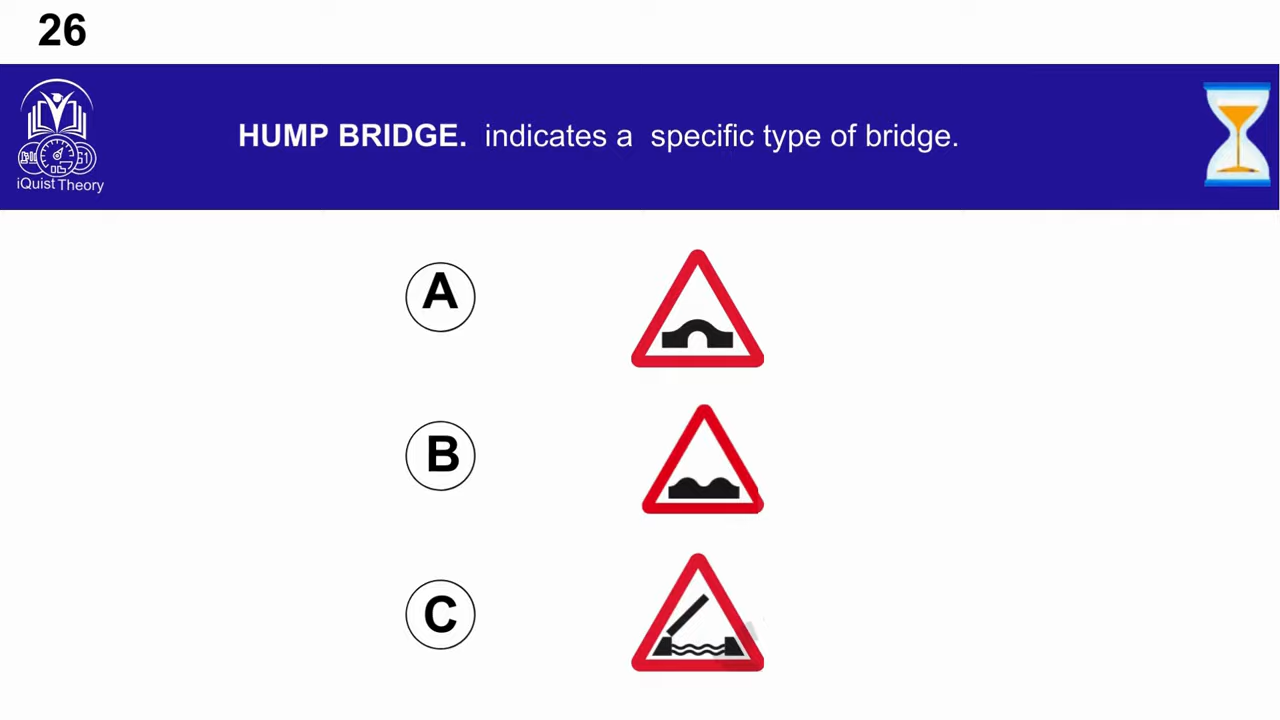 26
HUMP BRIDGE. indicates a specific type of bridge.
iQuist Theory
A
B
C